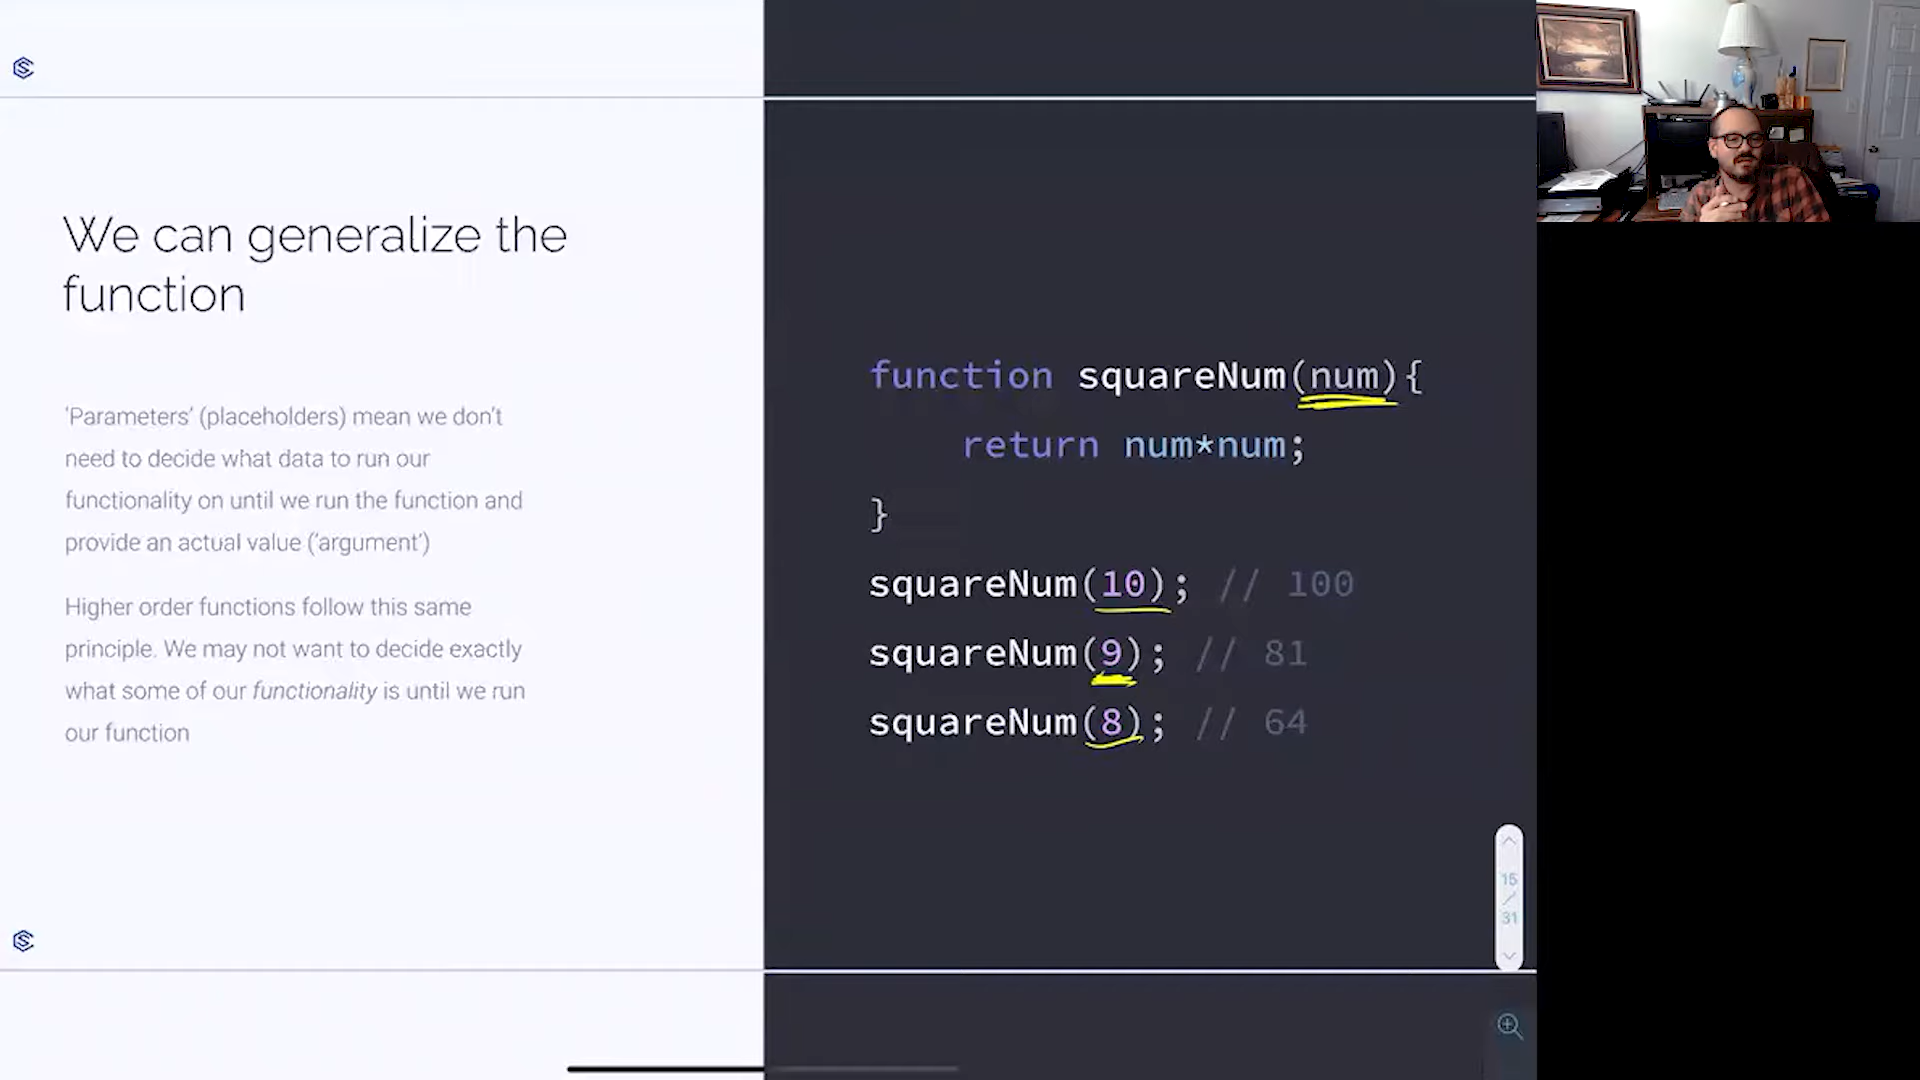 We can generalize the
function
‘Parameters’ (placeholders) mean we don’t
need to decide what data to run our
functionality on until we run the function and
provide an actual value (‘argument’)
Higher order functions follow this same
principle. We may not want to decide exactly
what some of our functionality is until we run
our function
function squareNum(num){
return num*num;
}
squareNum(10); // 100
squareNum(9); // 81
squareNum(8); // 64
15
/
31